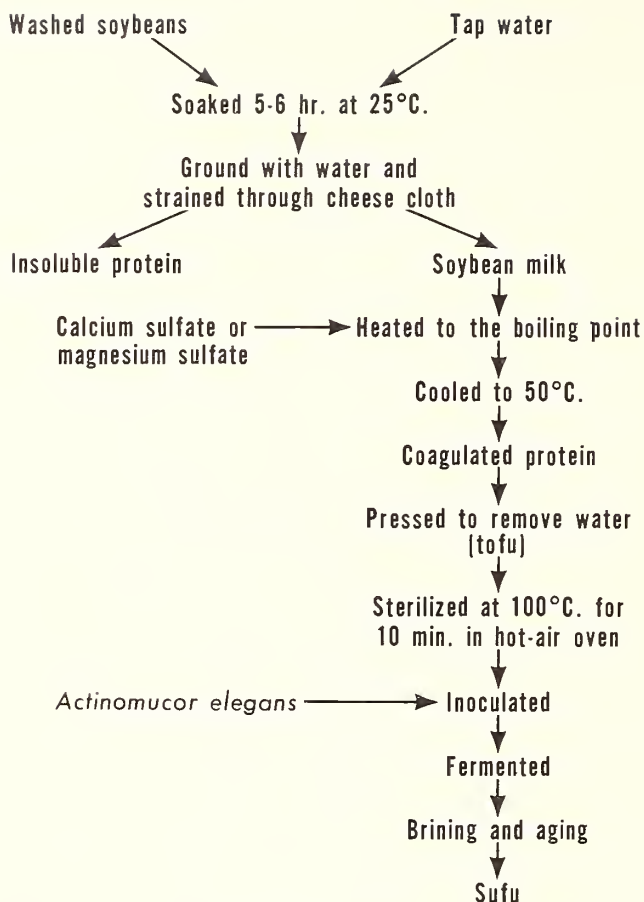 Washed soybeans
Tap water
Soaked 5-6 hr. at 25°C.
Ground with water and
strained through cheese cloth
Insoluble protein
Soybean milk
Calcium sulfate or
magnesium sulfate
Heated to the boiling point
Cooled to 50°C.
Coagulated protein
Pressed to remove water
(tofu)
Sterilized at 100°C. for
10 min. in hot-air oven
Actinomucor elegans
Inoculated
Fermented
Brining and aging
Sufu